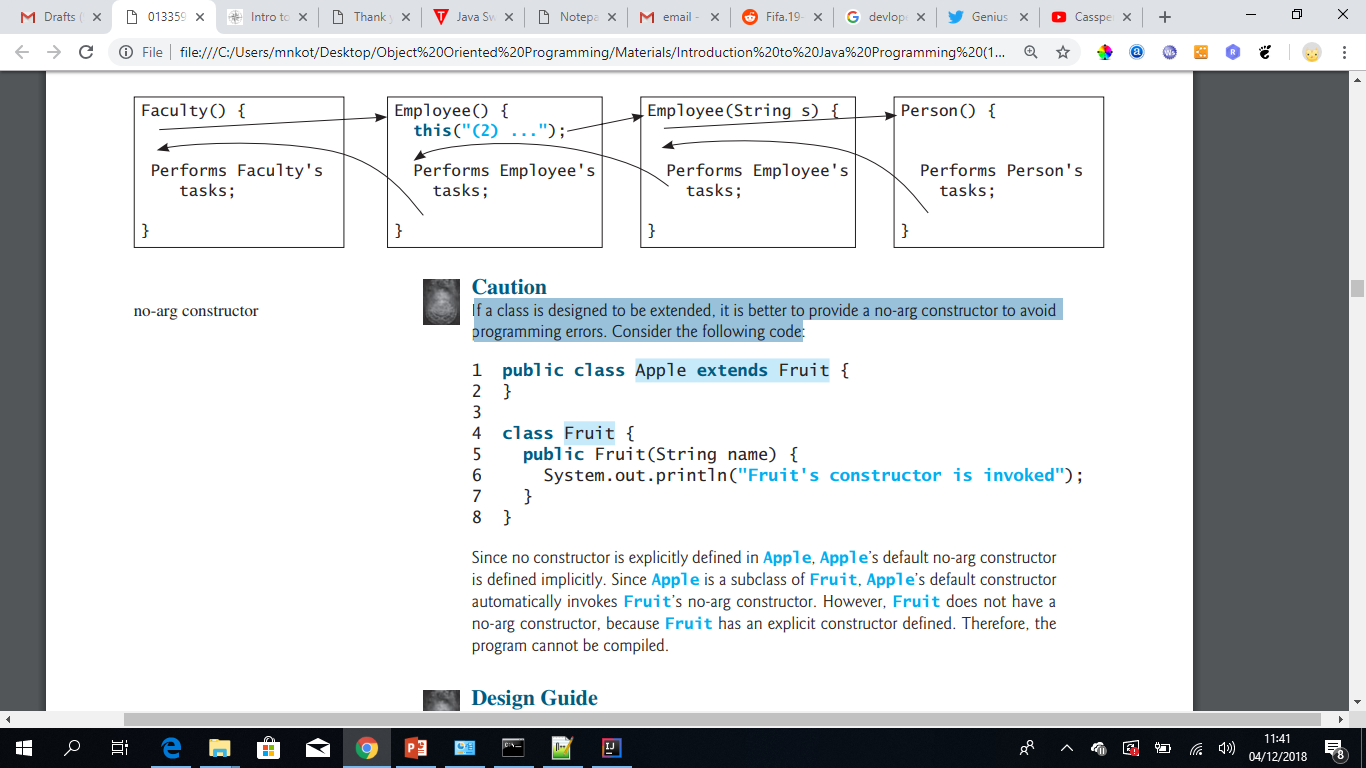 Drafts (
013359
Intro to
Thank y
Java Sw
Notepa
email -
Fifa.19-
devlope
Genius
Casspe
File
file:///C:/Users/mnkot/Desktop/Object%20Oriented%20Programming/Materials/Introduction%20to%20Java%20Programming%20(1...
Faculty() {
Performs Faculty's
tasks;
}
Employee() {
this("(2) ...");
Performs Employee's
tasks;
}
Employee(String s) {
Performs Employee's
tasks;
}
Person() {
Performs Person's
tasks;
}
no-arg constructor
Caution
If a class is designed to be extended, it is better to provide a no-arg constructor to avoid
programming errors. Consider the following code:
1 public class Apple extends Fruit {
2 }
3
4 class Fruit {
5 public Fruit(String name) {
6 System.out.println("Fruit's constructor is invoked");
7 }
8 }
Since no constructor is explicitly defined in Apple, Apple's default no-arg constructor
is defined implicitly. Since Apple is a subclass of Fruit, Apple's default constructor
automatically invokes Fruit's no-arg constructor. However, Fruit does not have a
no-arg constructor, because Fruit has an explicit constructor defined. Therefore, the
program cannot be compiled.
Design Guide
11:41
04/12/2018
8